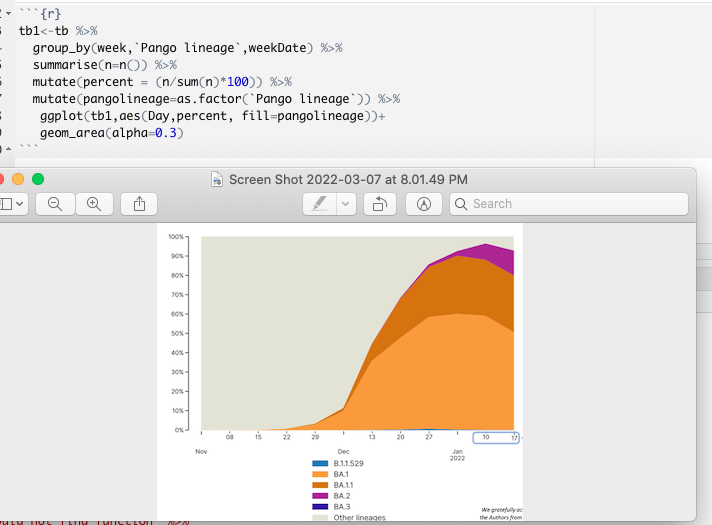 ```{r}
tb1<-tb %>%
group_by(week,`Pango lineage`,weekDate) %>%
summarise(n=n()) %>%
mutate(percent = (n/sum(n)*100)) %>%
mutate(pangolineage=as.factor(`Pango lineage`)) %>%
ggplot(tb1,aes(Day,percent, fill=pangolineage))+
geom_area(alpha=0.3)
```
Screen Shot 2022-03-07 at 8.01.49 PM
Search
100%
90%
80%
70%
60%
50%
40%
30%
20%
10%
0%
08 15 22 29 13 20 27 10 17
Nov Dec Jan
2022
B.1.1.529
BA.1
BA.1.1
BA.2
BA.3
Other lineages
We gratefully ac
the Authors from
not find function %>%